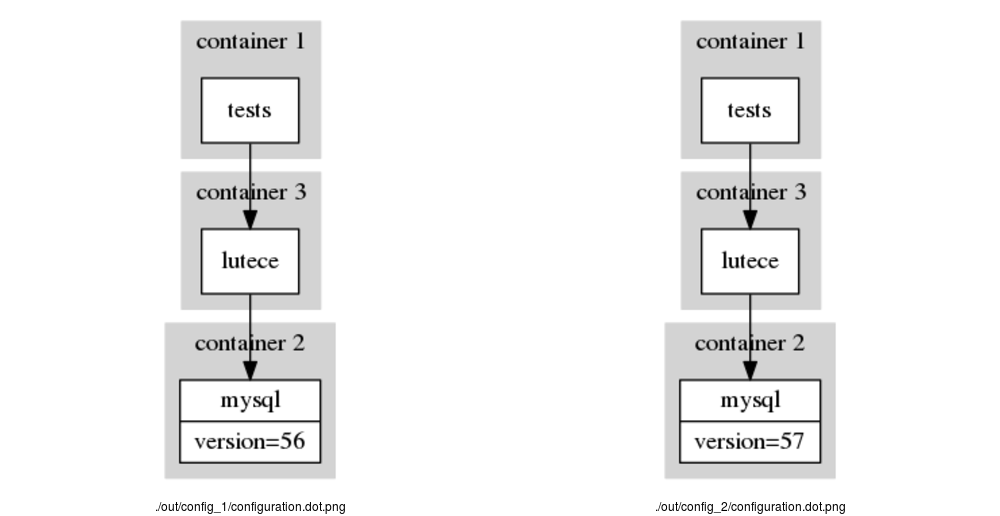 container 1
tests
container 3
lutece
container 2
mysql
version=56
./out/config_1/configuration.dot.png
container 1
tests
container 3
lutece
container 2
mysql
version=57
./out/config_2/configuration.dot.png